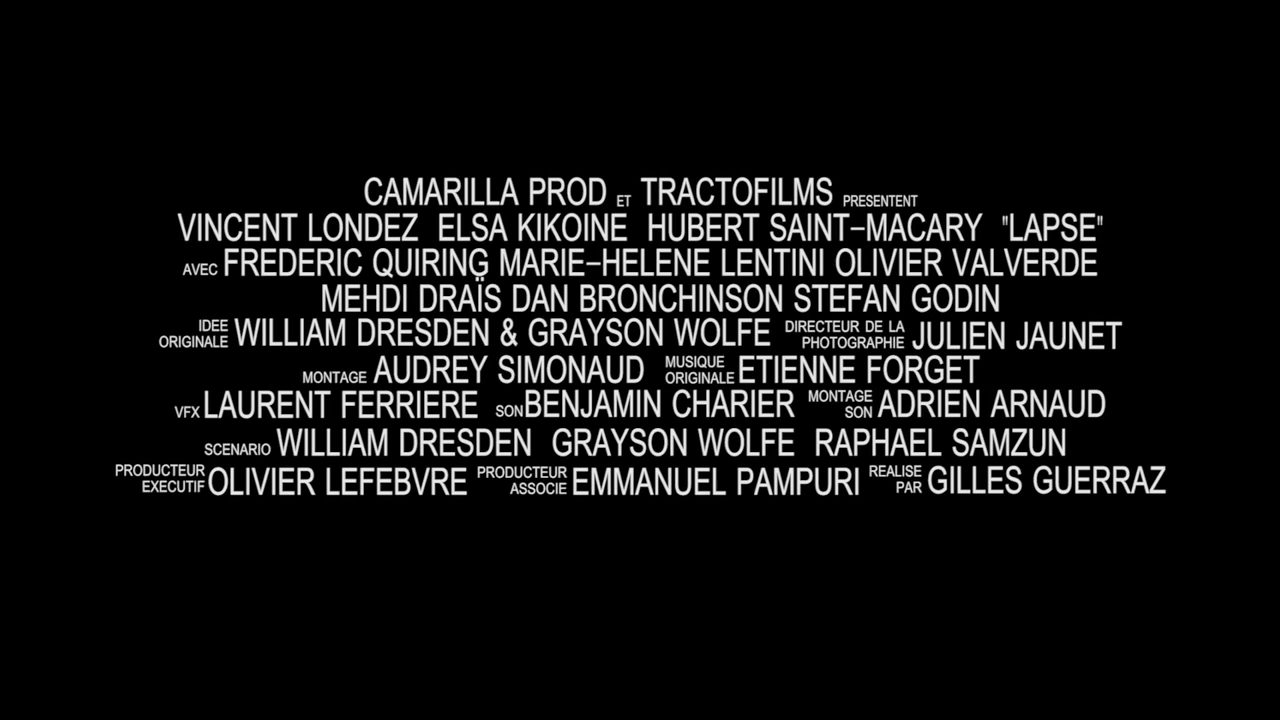 CAMARILLA PROD ET TRACTOFILMS PRESENTENT
VINCENT LONDEZ ELSA KIKOINE HUBERT SAINT-MACARY "LAPSE"
AVEC FREDERIC QUIRING MARIE-HELENE LENTINI OLIVIER VALVERDE
MEHDI DRAÏS DAN BRONCHINSON STEFAN GODIN
IDEE ORIGINALE WILLIAM DRESDEN & GRAYSON WOLFE DIRECTEUR DE LA PHOTOGRAPHIE JULIEN JAUNET
MONTAGE AUDREY SIMONAUD MUSIQUE ORIGINALE ETIENNE FORGET
VFX LAURENT FERRIERE SON BENJAMIN CHARIER MONTAGE SON ADRIEN ARNAUD
SCENARIO WILLIAM DRESDEN GRAYSON WOLFE RAPHAEL SAMZUN
PRODUCTEUR EXECUTIF OLIVIER LEFEBVRE PRODUCTEUR ASSOCIE EMMANUEL PAMPURI REALISE PAR GILLES GUERRAZ